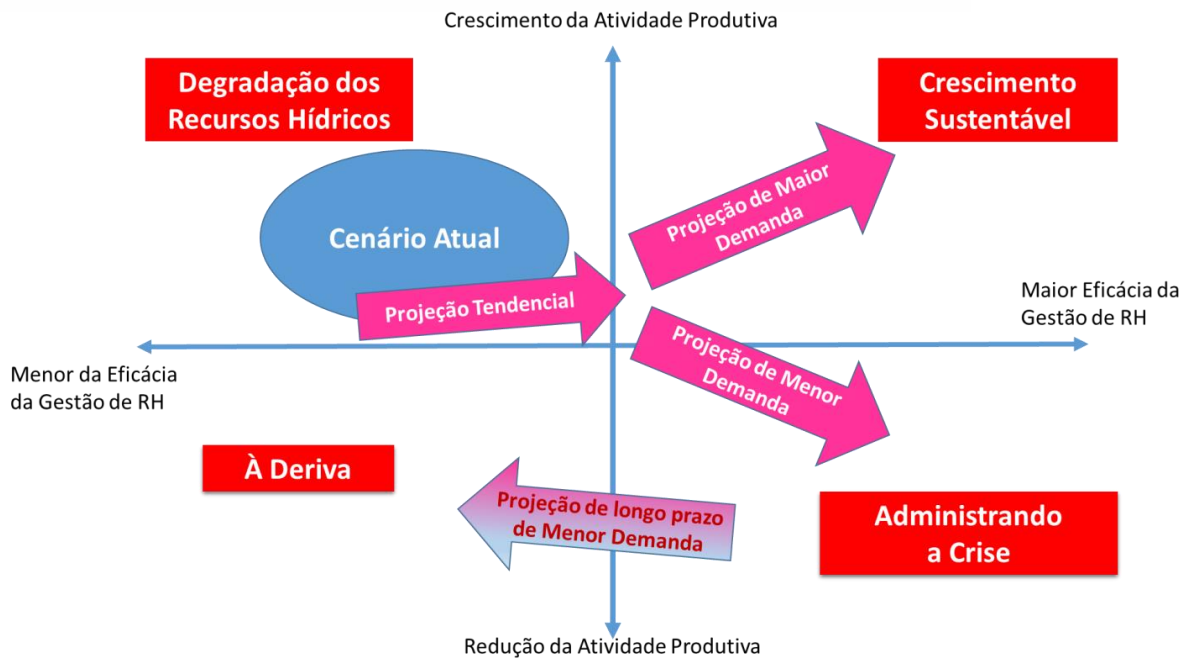 Crescimento da Atividade Produtiva
Degradação dos
Recursos Hídricos
Crescimento
Sustentável
Projeção de Maior
Demanda
Cenário Atual
Projeção Tendencial
Maior Eficácia da
Gestão de RH
Projeção de Menor
Demanda
Menor da Eficácia
da Gestão de RH
À Deriva
Projeção de longo prazo
de Menor Demanda
Administrando
a Crise
Redução da Atividade Produtiva